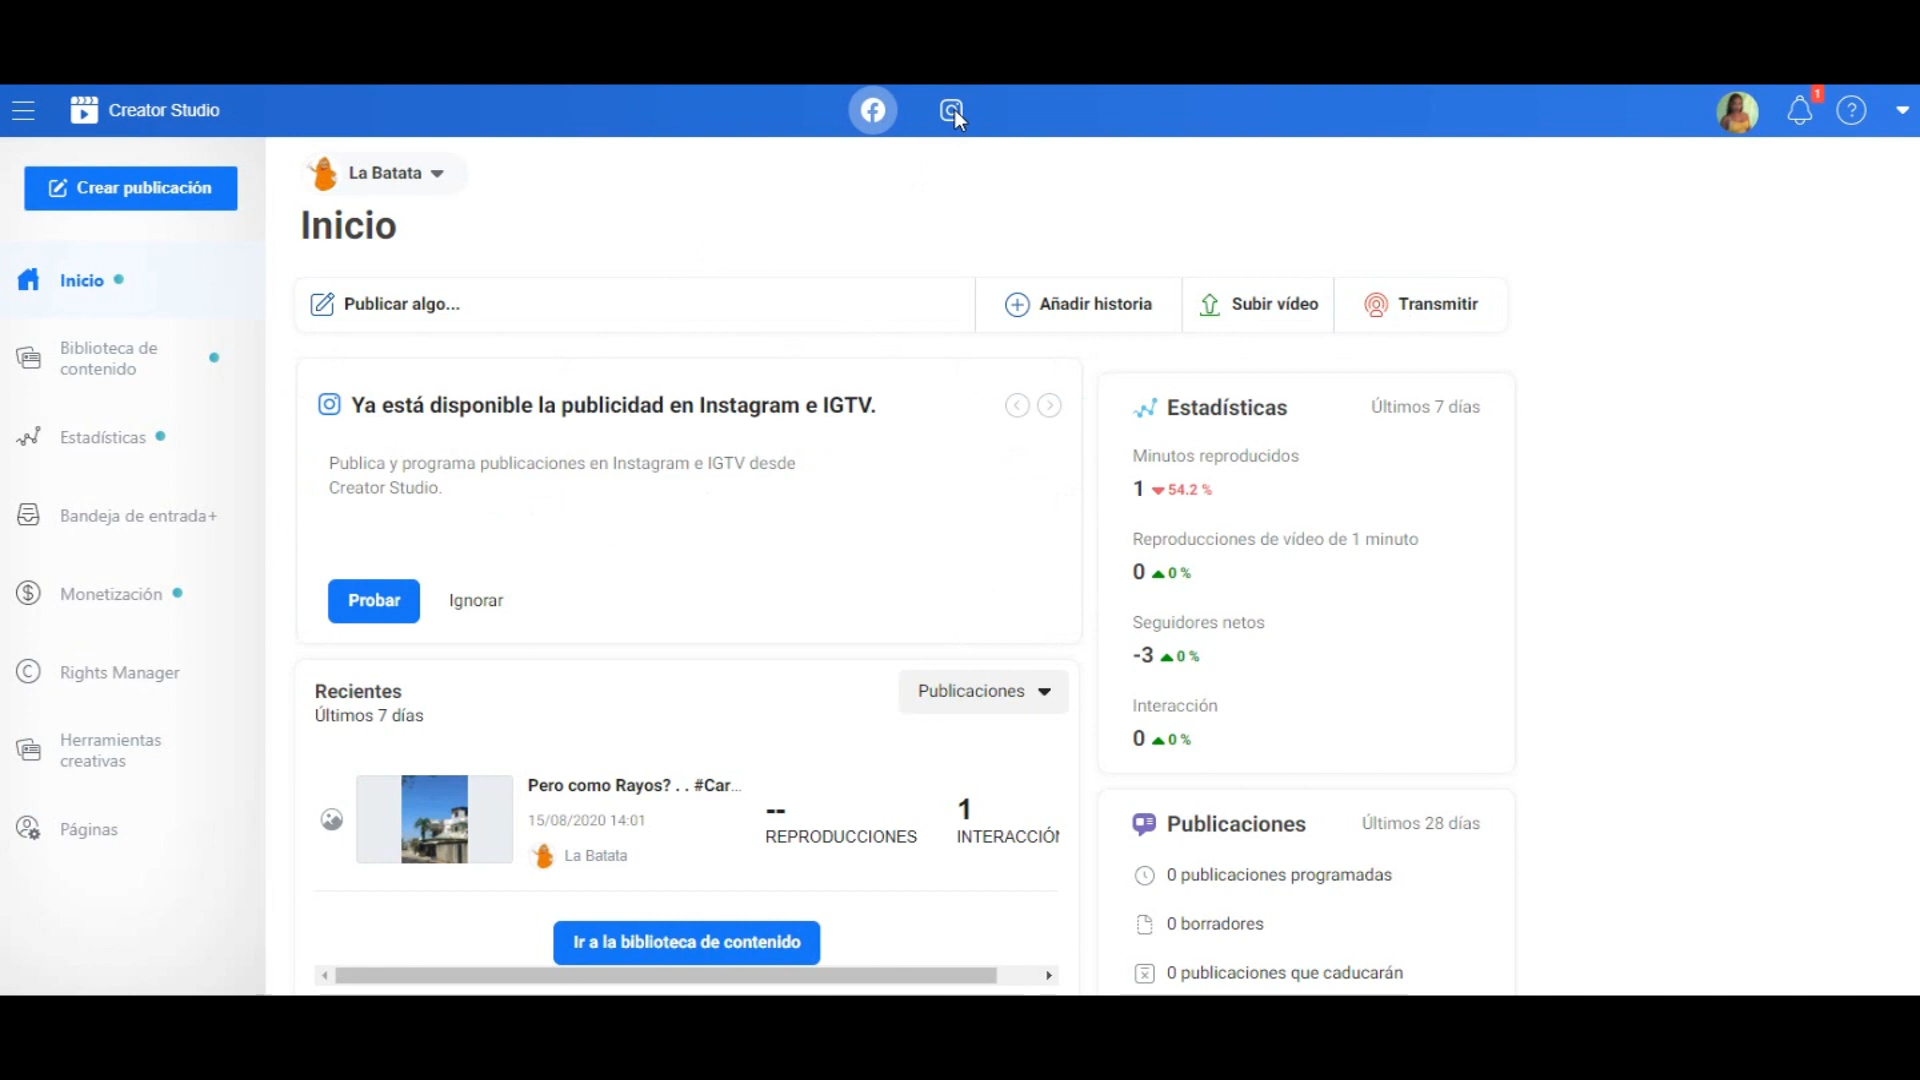 Creator Studio
1
Crear publicación
La Batata
Inicio
Inicio
Biblioteca de
contenido
Estadísticas
Bandeja de entrada+
Monetización
Rights Manager
Herramientas
creativas
Páginas
Publicar algo...
Añadir historia
Subir vídeo
Transmitir
Ya está disponible la publicidad en Instagram e IGTV.
Publica y programa publicaciones en Instagram e IGTV desde
Creator Studio.
Probar
Ignorar
Recientes
Últimos 7 días
Publicaciones
Pero como Rayos? . . #Car...
15/08/2020 14:01
La Batata
--
REPRODUCCIONES
1
INTERACCIÓN
Ir a la biblioteca de contenido
Estadísticas
Últimos 7 días
Minutos reproducidos
1 54.2 %
Reproducciones de vídeo de 1 minuto
0 0 %
Seguidores netos
-3 0 %
Interacción
0 0 %
Publicaciones
Últimos 28 días
0 publicaciones programadas
0 borradores
0 publicaciones que caducarán